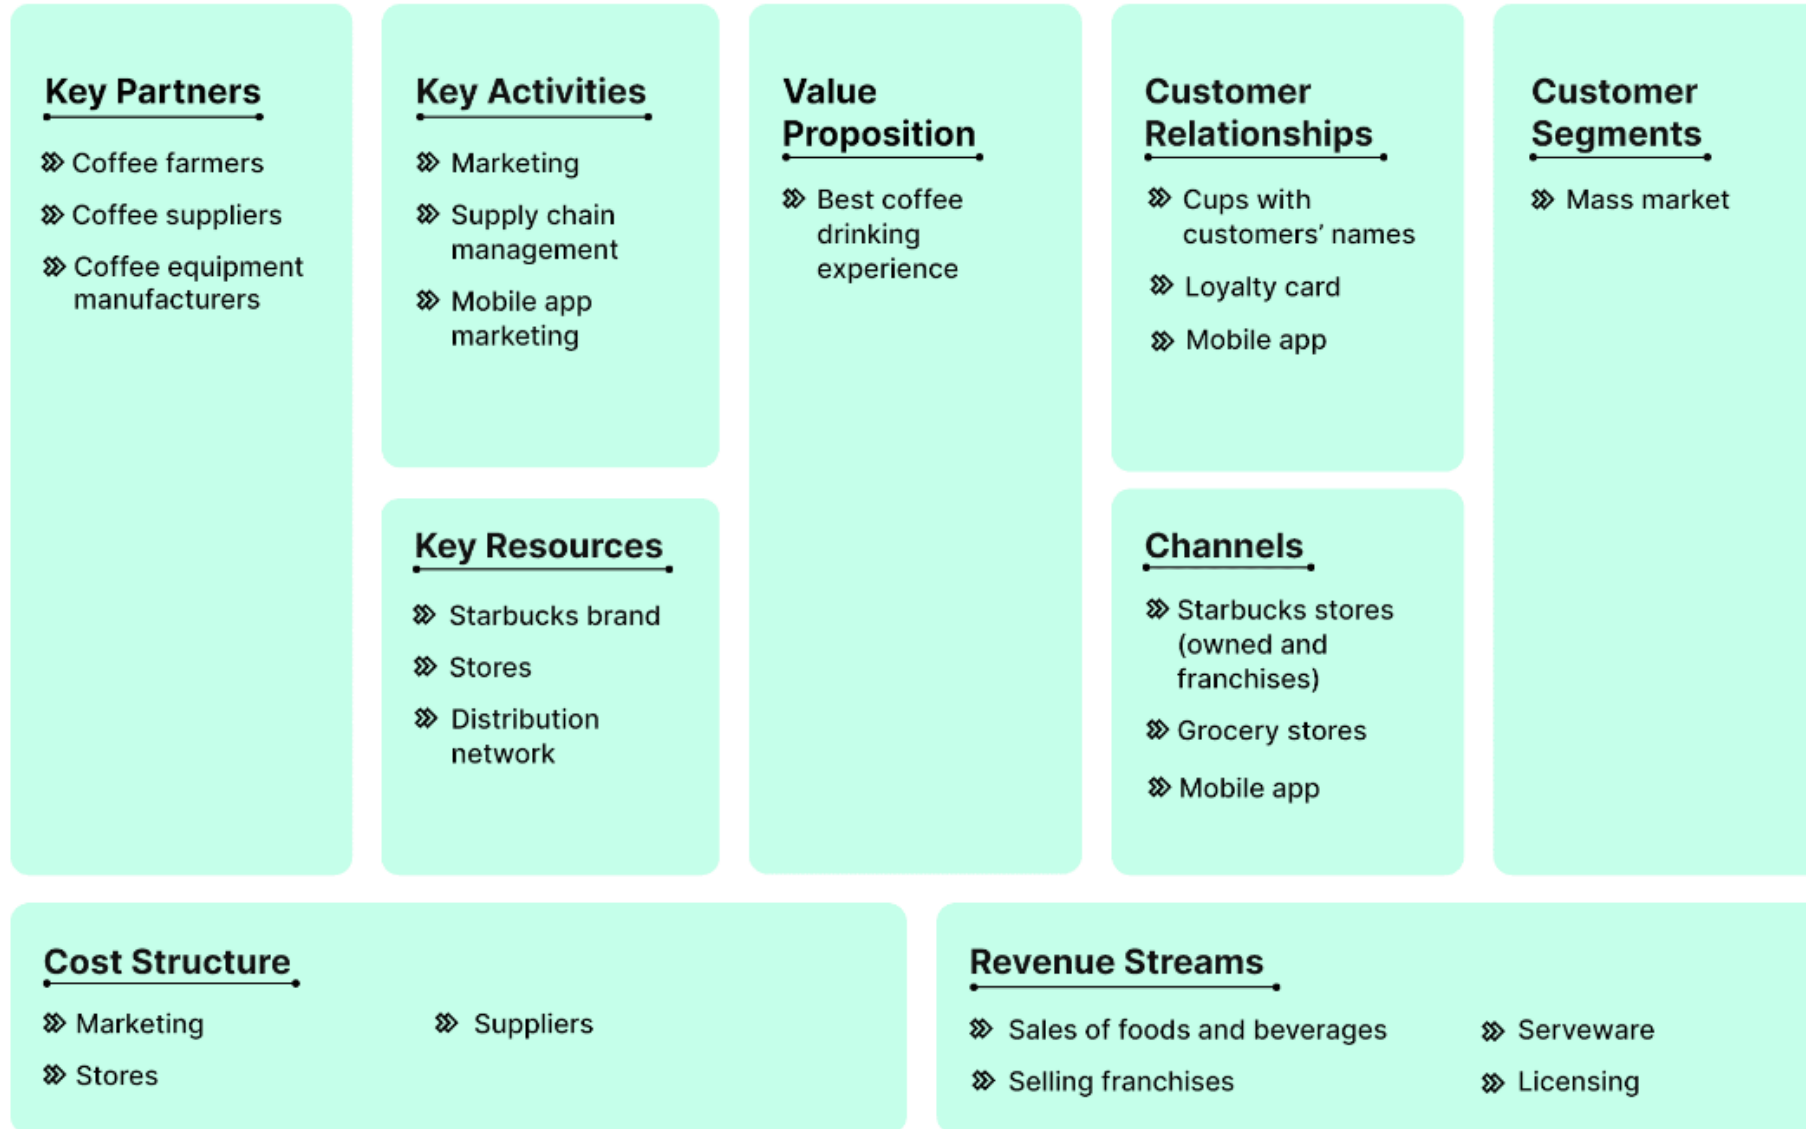 Key Partners
Coffee farmers
Coffee suppliers
Coffee equipment
manufacturers
Key Activities
Marketing
Supply chain
management
Mobile app
marketing
Key Resources
Starbucks brand
Stores
Distribution
network
Value
Proposition
Best coffee
drinking
experience
Customer
Relationships
Cups with
customers’ names
Loyalty card
Mobile app
Channels
Starbucks stores
(owned and
franchises)
Grocery stores
Mobile app
Customer
Segments
Mass market
Cost Structure
Marketing
Stores
Suppliers
Revenue Streams
Sales of foods and beverages
Selling franchises
Serveware
Licensing